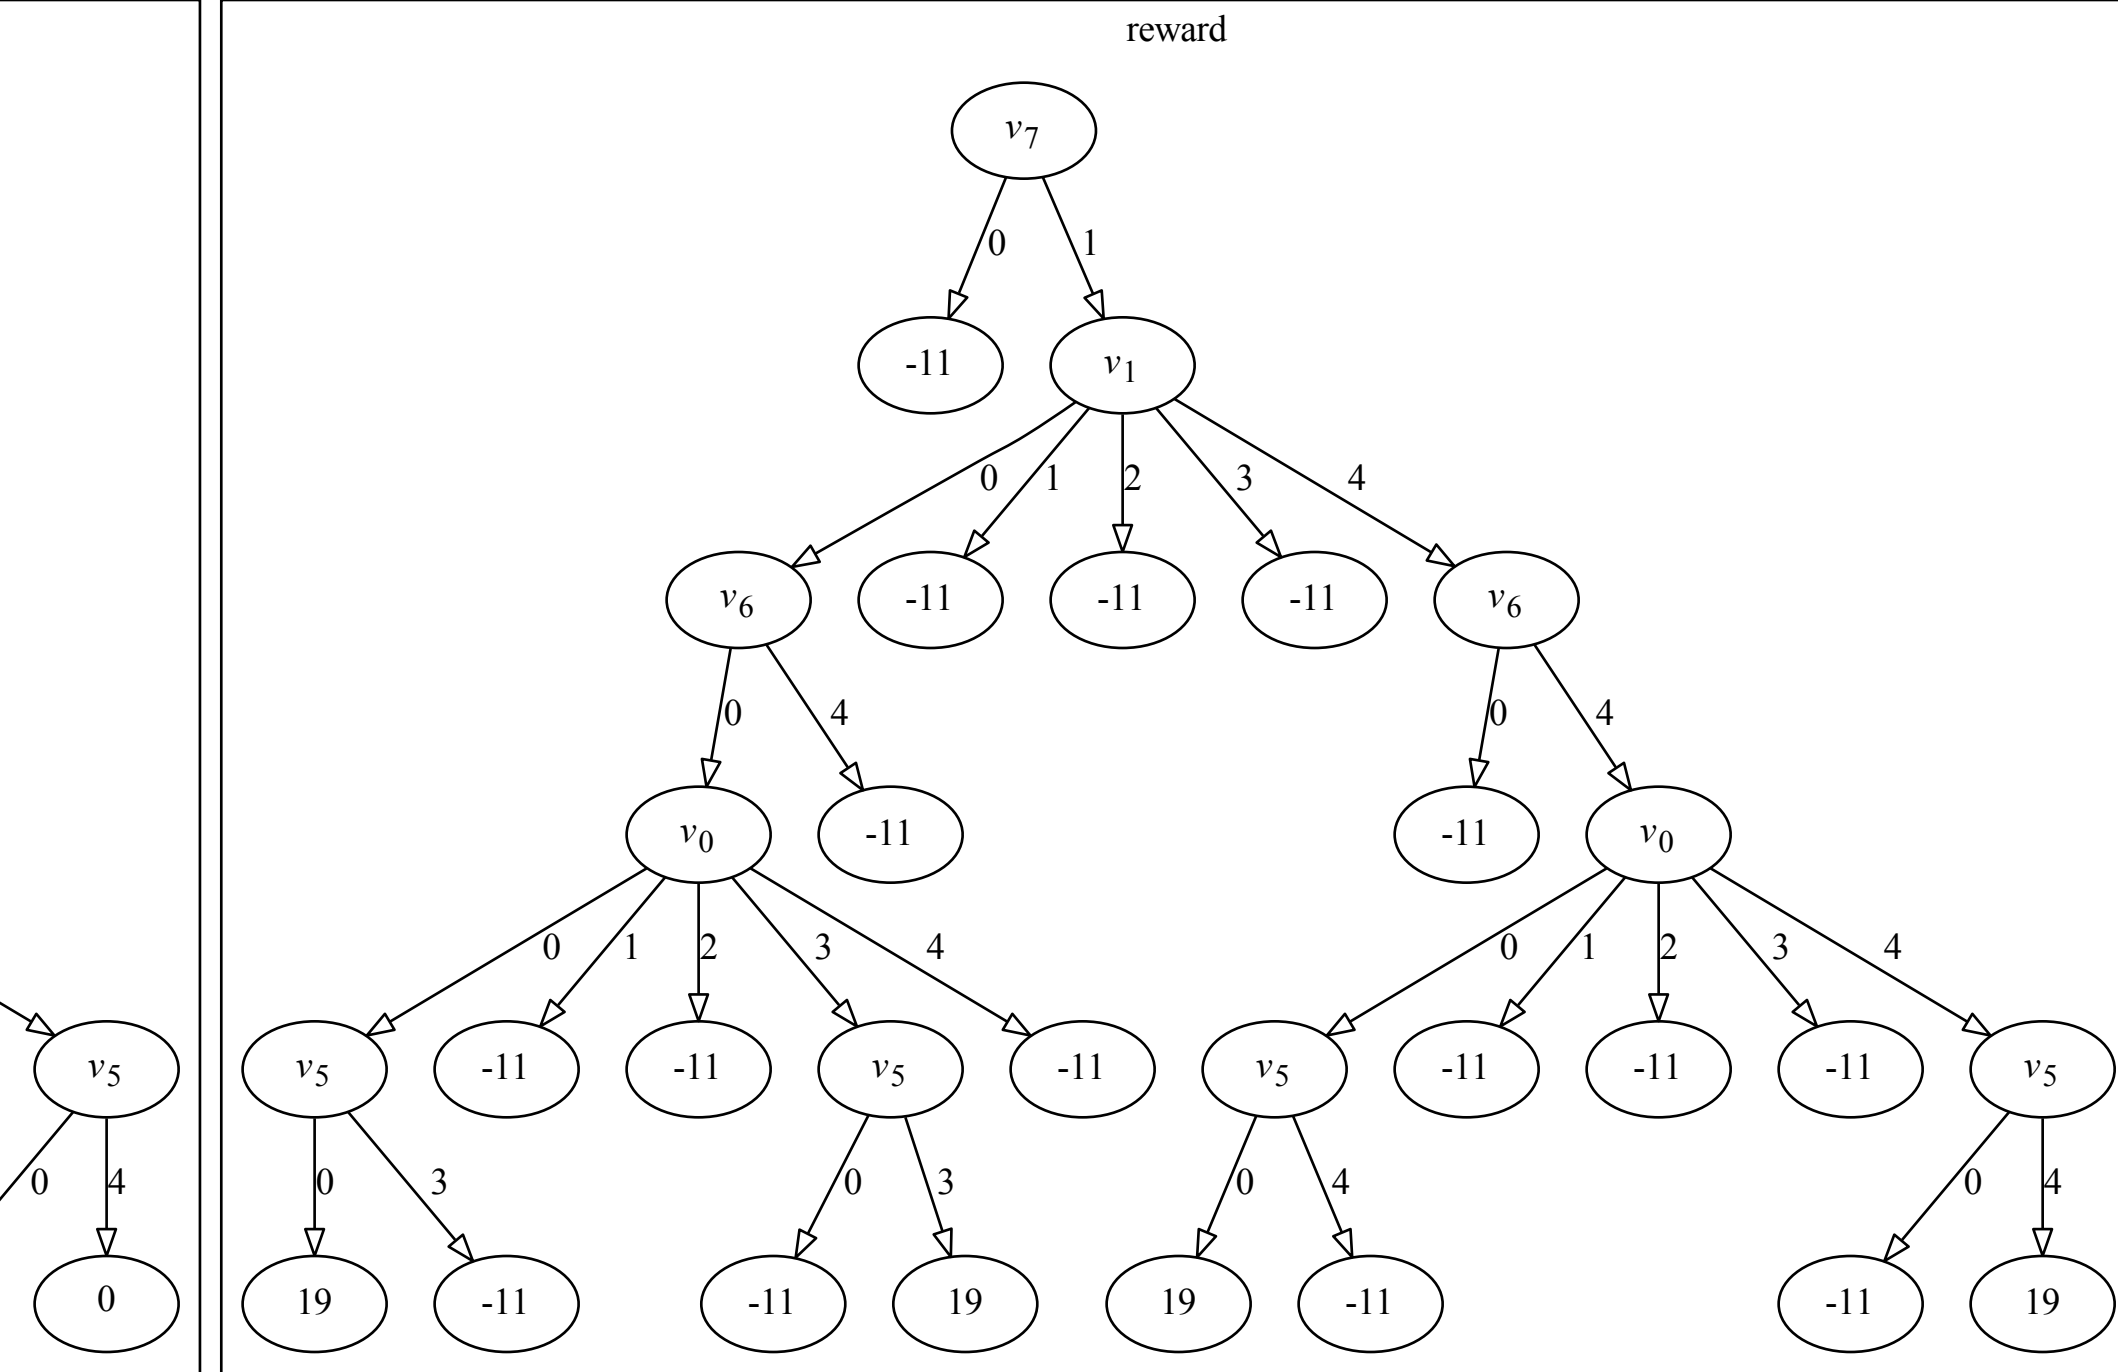 reward
v7
0 1
-11 v1
0 1 2 3 4
v6 -11 -11 -11 v6
0 4 0 4
v0 -11 -11 v0
0 1 2 3 4 0 1 2 3 4
v5 v5 -11 -11 v5 -11 v5 -11 -11 -11 v5
0 4 0 3 0 3 0 4 0 4
0 19 -11 -11 19 19 -11 -11 19